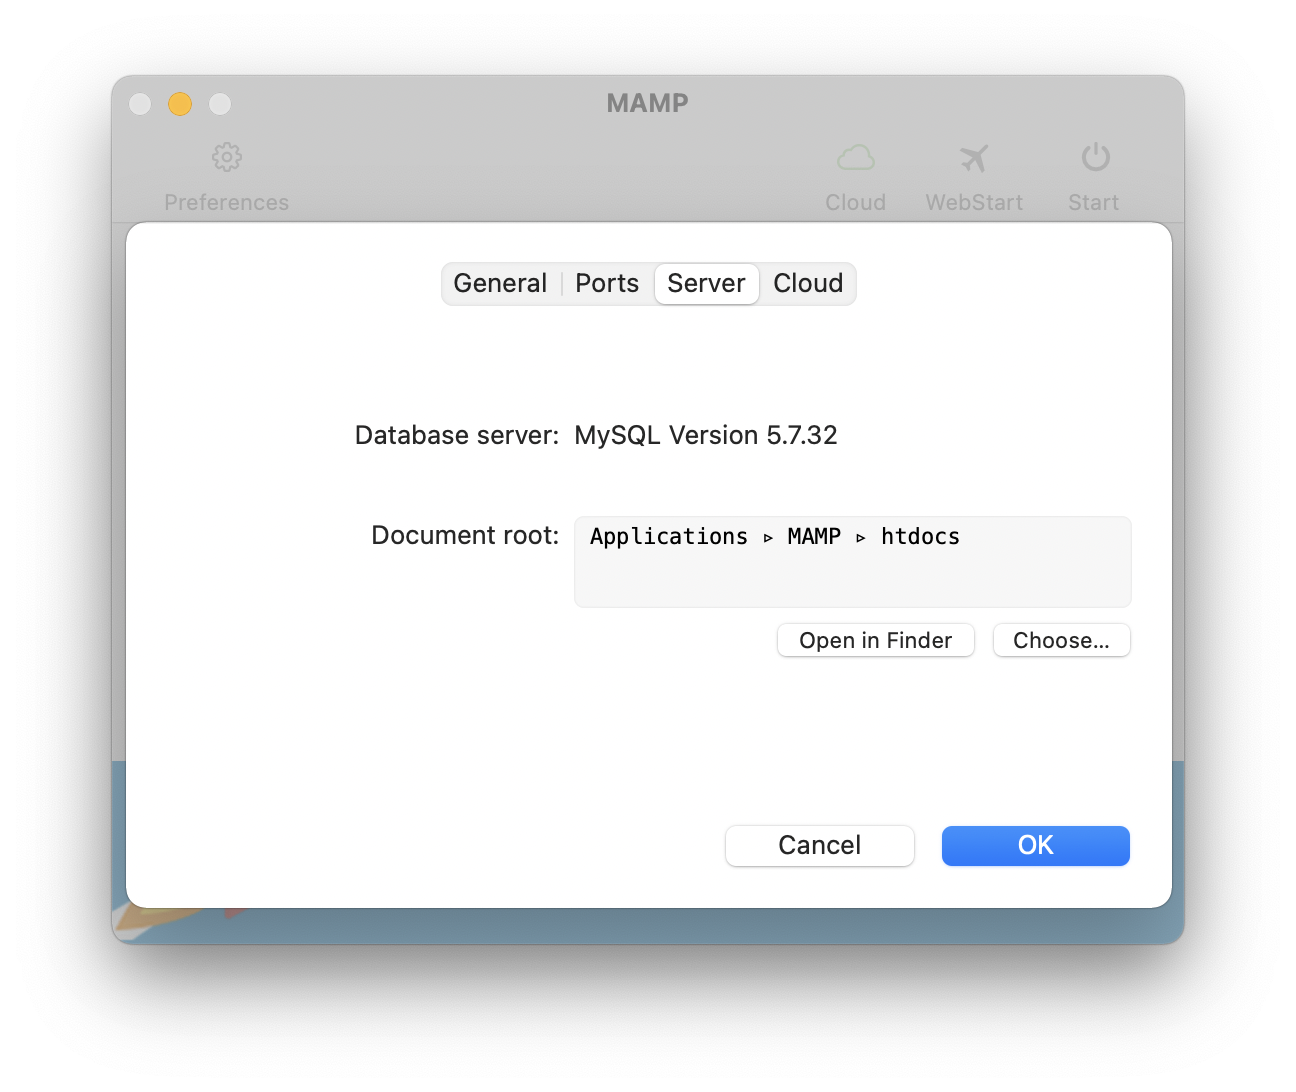 MAMP
Preferences
Cloud
WebStart
Start
General
Ports
Server
Cloud
Database server: MySQL Version 5.7.32
Document root: Applications ▹ MAMP ▹ htdocs
Open in Finder
Choose...
Cancel
OK